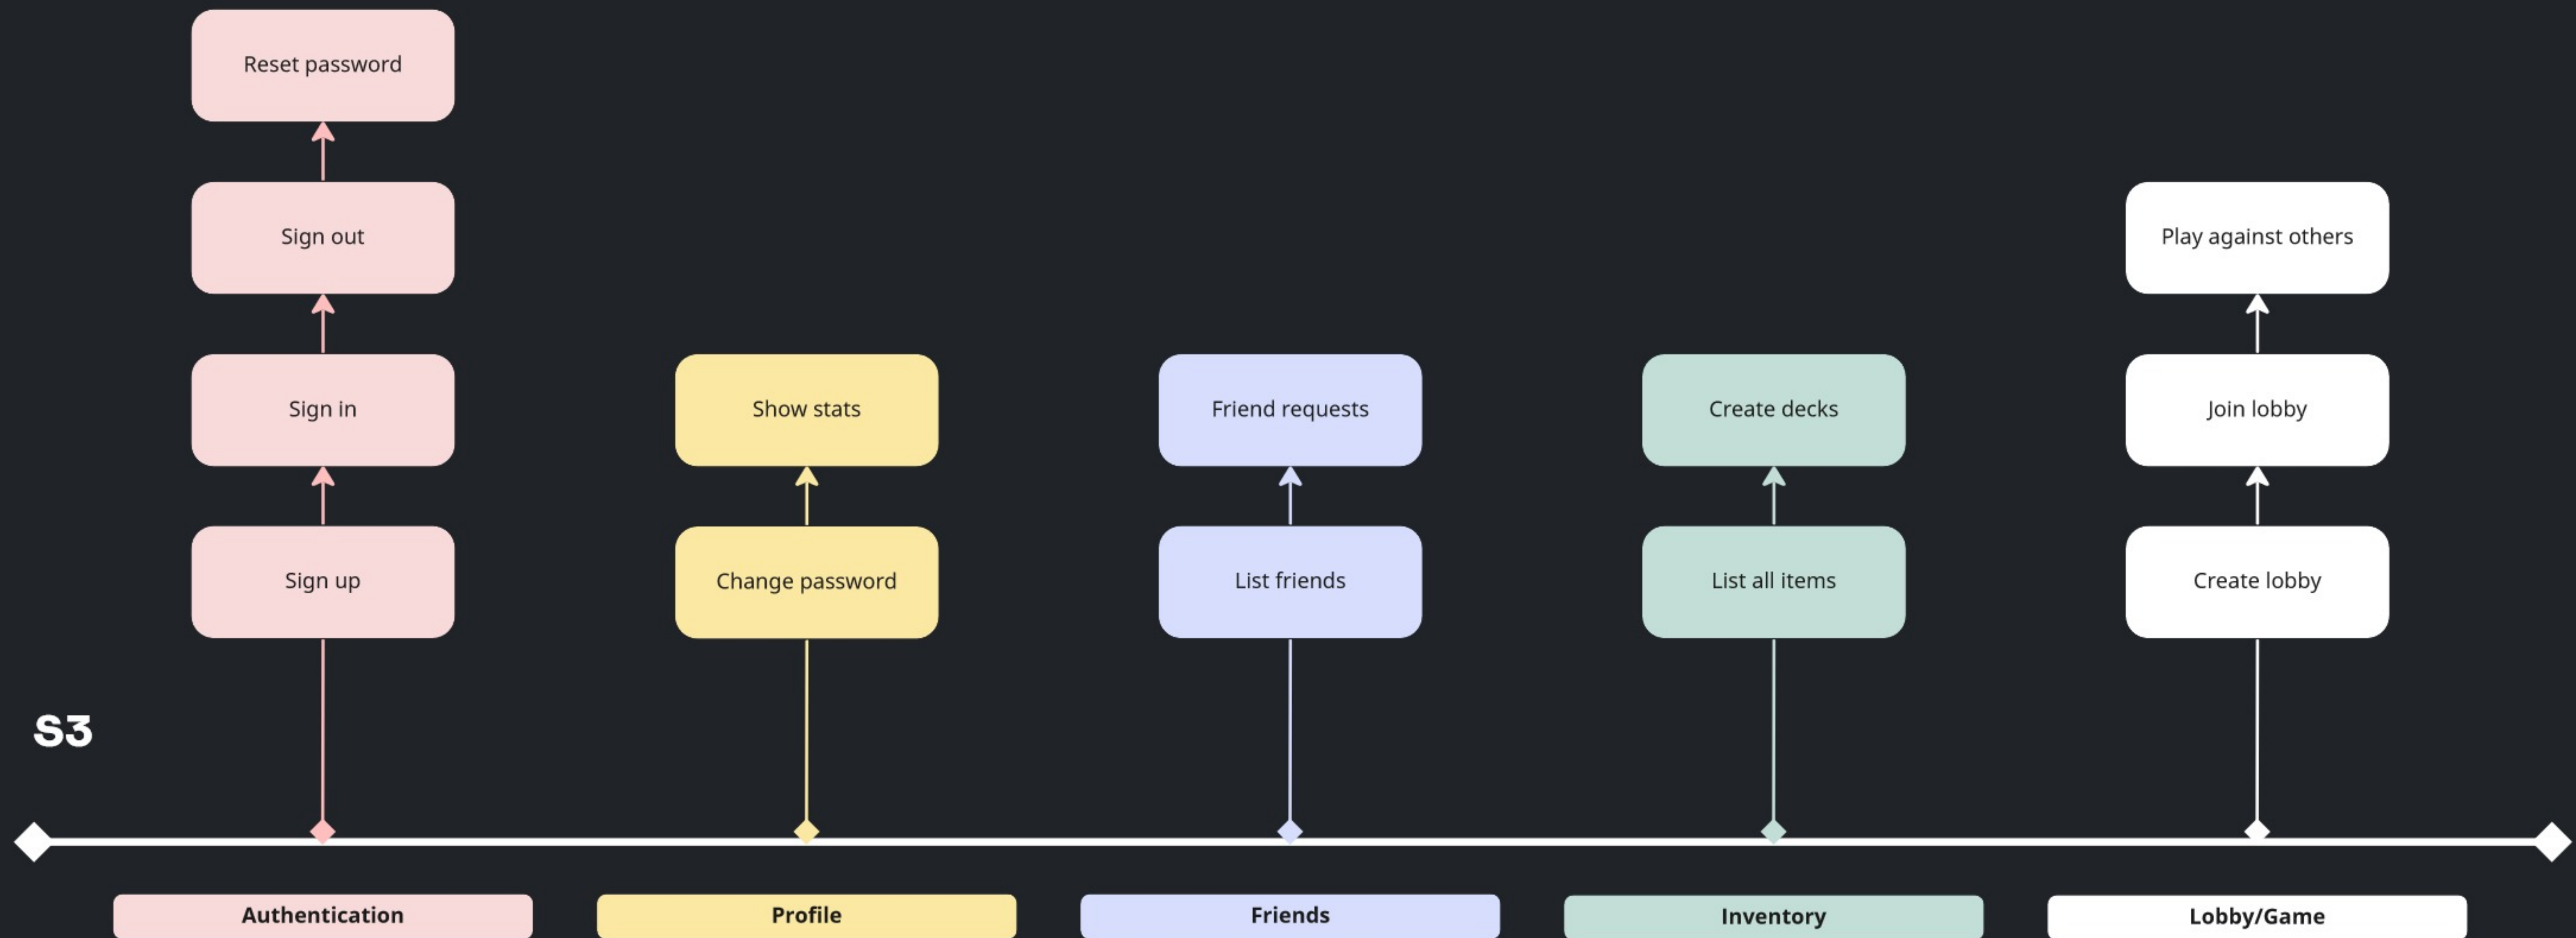 Reset password
Sign out
Play against others
Sign in
Show stats
Friend requests
Create decks
Join lobby
Sign up
Change password
List friends
List all items
Create lobby
S3
Authentication
Profile
Friends
Inventory
Lobby/Game